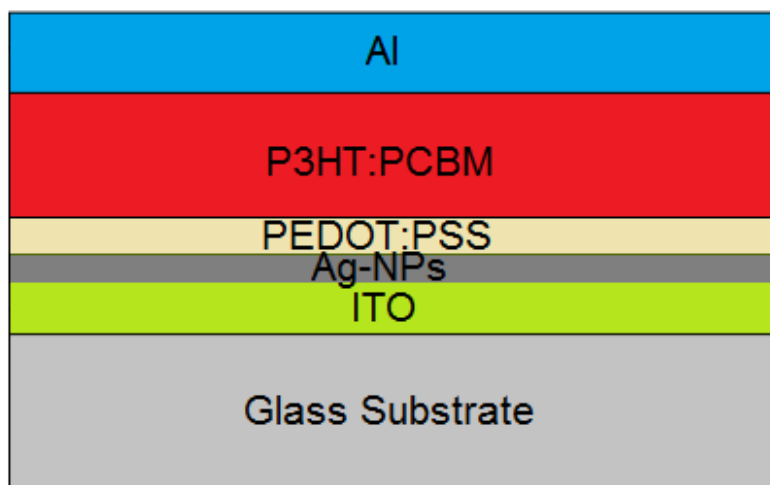 Al
P3HT:PCBM
PEDOT:PSS
Ag-NPs
ITO
Glass Substrate